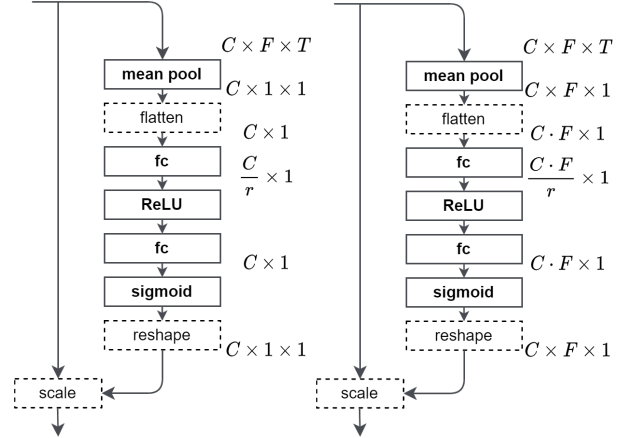 C × F × T
mean pool
C × 1 × 1
flatten
C × 1
fc
C/r × 1
ReLU
fc
C × 1
sigmoid
reshape
C × 1 × 1
scale
C × F × T
mean pool
C × F × 1
flatten
C · F × 1
fc
C · F/r × 1
ReLU
fc
C · F × 1
sigmoid
reshape
C × F × 1
scale